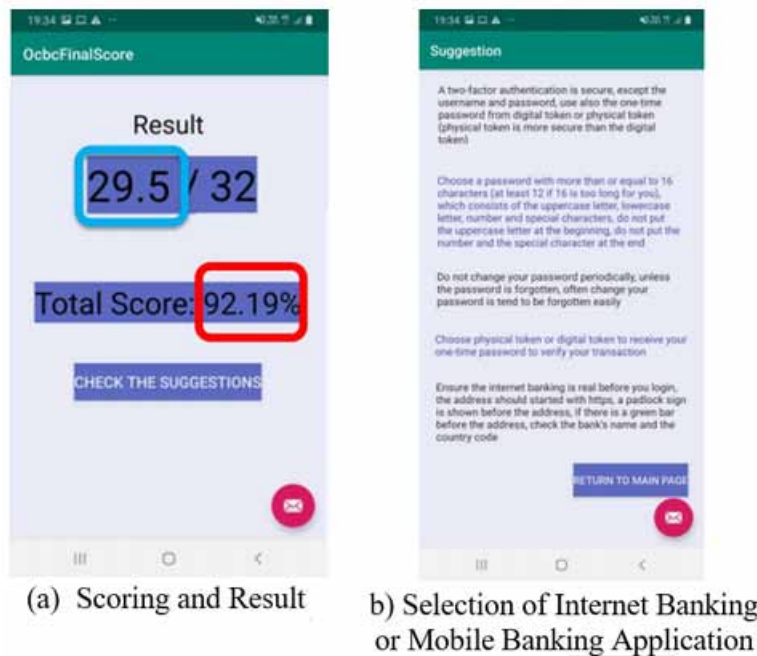 19:34
OcbcFinalScore
Result
29.5 / 32
Total Score: 92.19%
CHECK THE SUGGESTIONS
(a) Scoring and Result
19:34
Suggestion
A two-factor authentication is secure, except the
username and password, use also the one-time
password from digital token or physical token
(physical token is more secure than the digital
token)
Choose a password with more than or equal to 16
characters (at least 12 if 16 is too long for you),
which consists of the uppercase letter, lowercase
letter, number and special characters, do not put
the uppercase letter at the beginning, do not put the
number and the special character at the end
Do not change your password periodically, unless
the password is forgotten, often change your
password is tend to be forgotten easily
Choose physical token or digital token to receive your
one-time password to verify your transaction
Ensure the internet banking is real before you login,
the address should started with https, a padlock sign
is shown before the address, if there is a green bar
before the address, check the bank's name and the
country code
RETURN TO MAIN PAGE
b) Selection of Internet Banking
or Mobile Banking Application